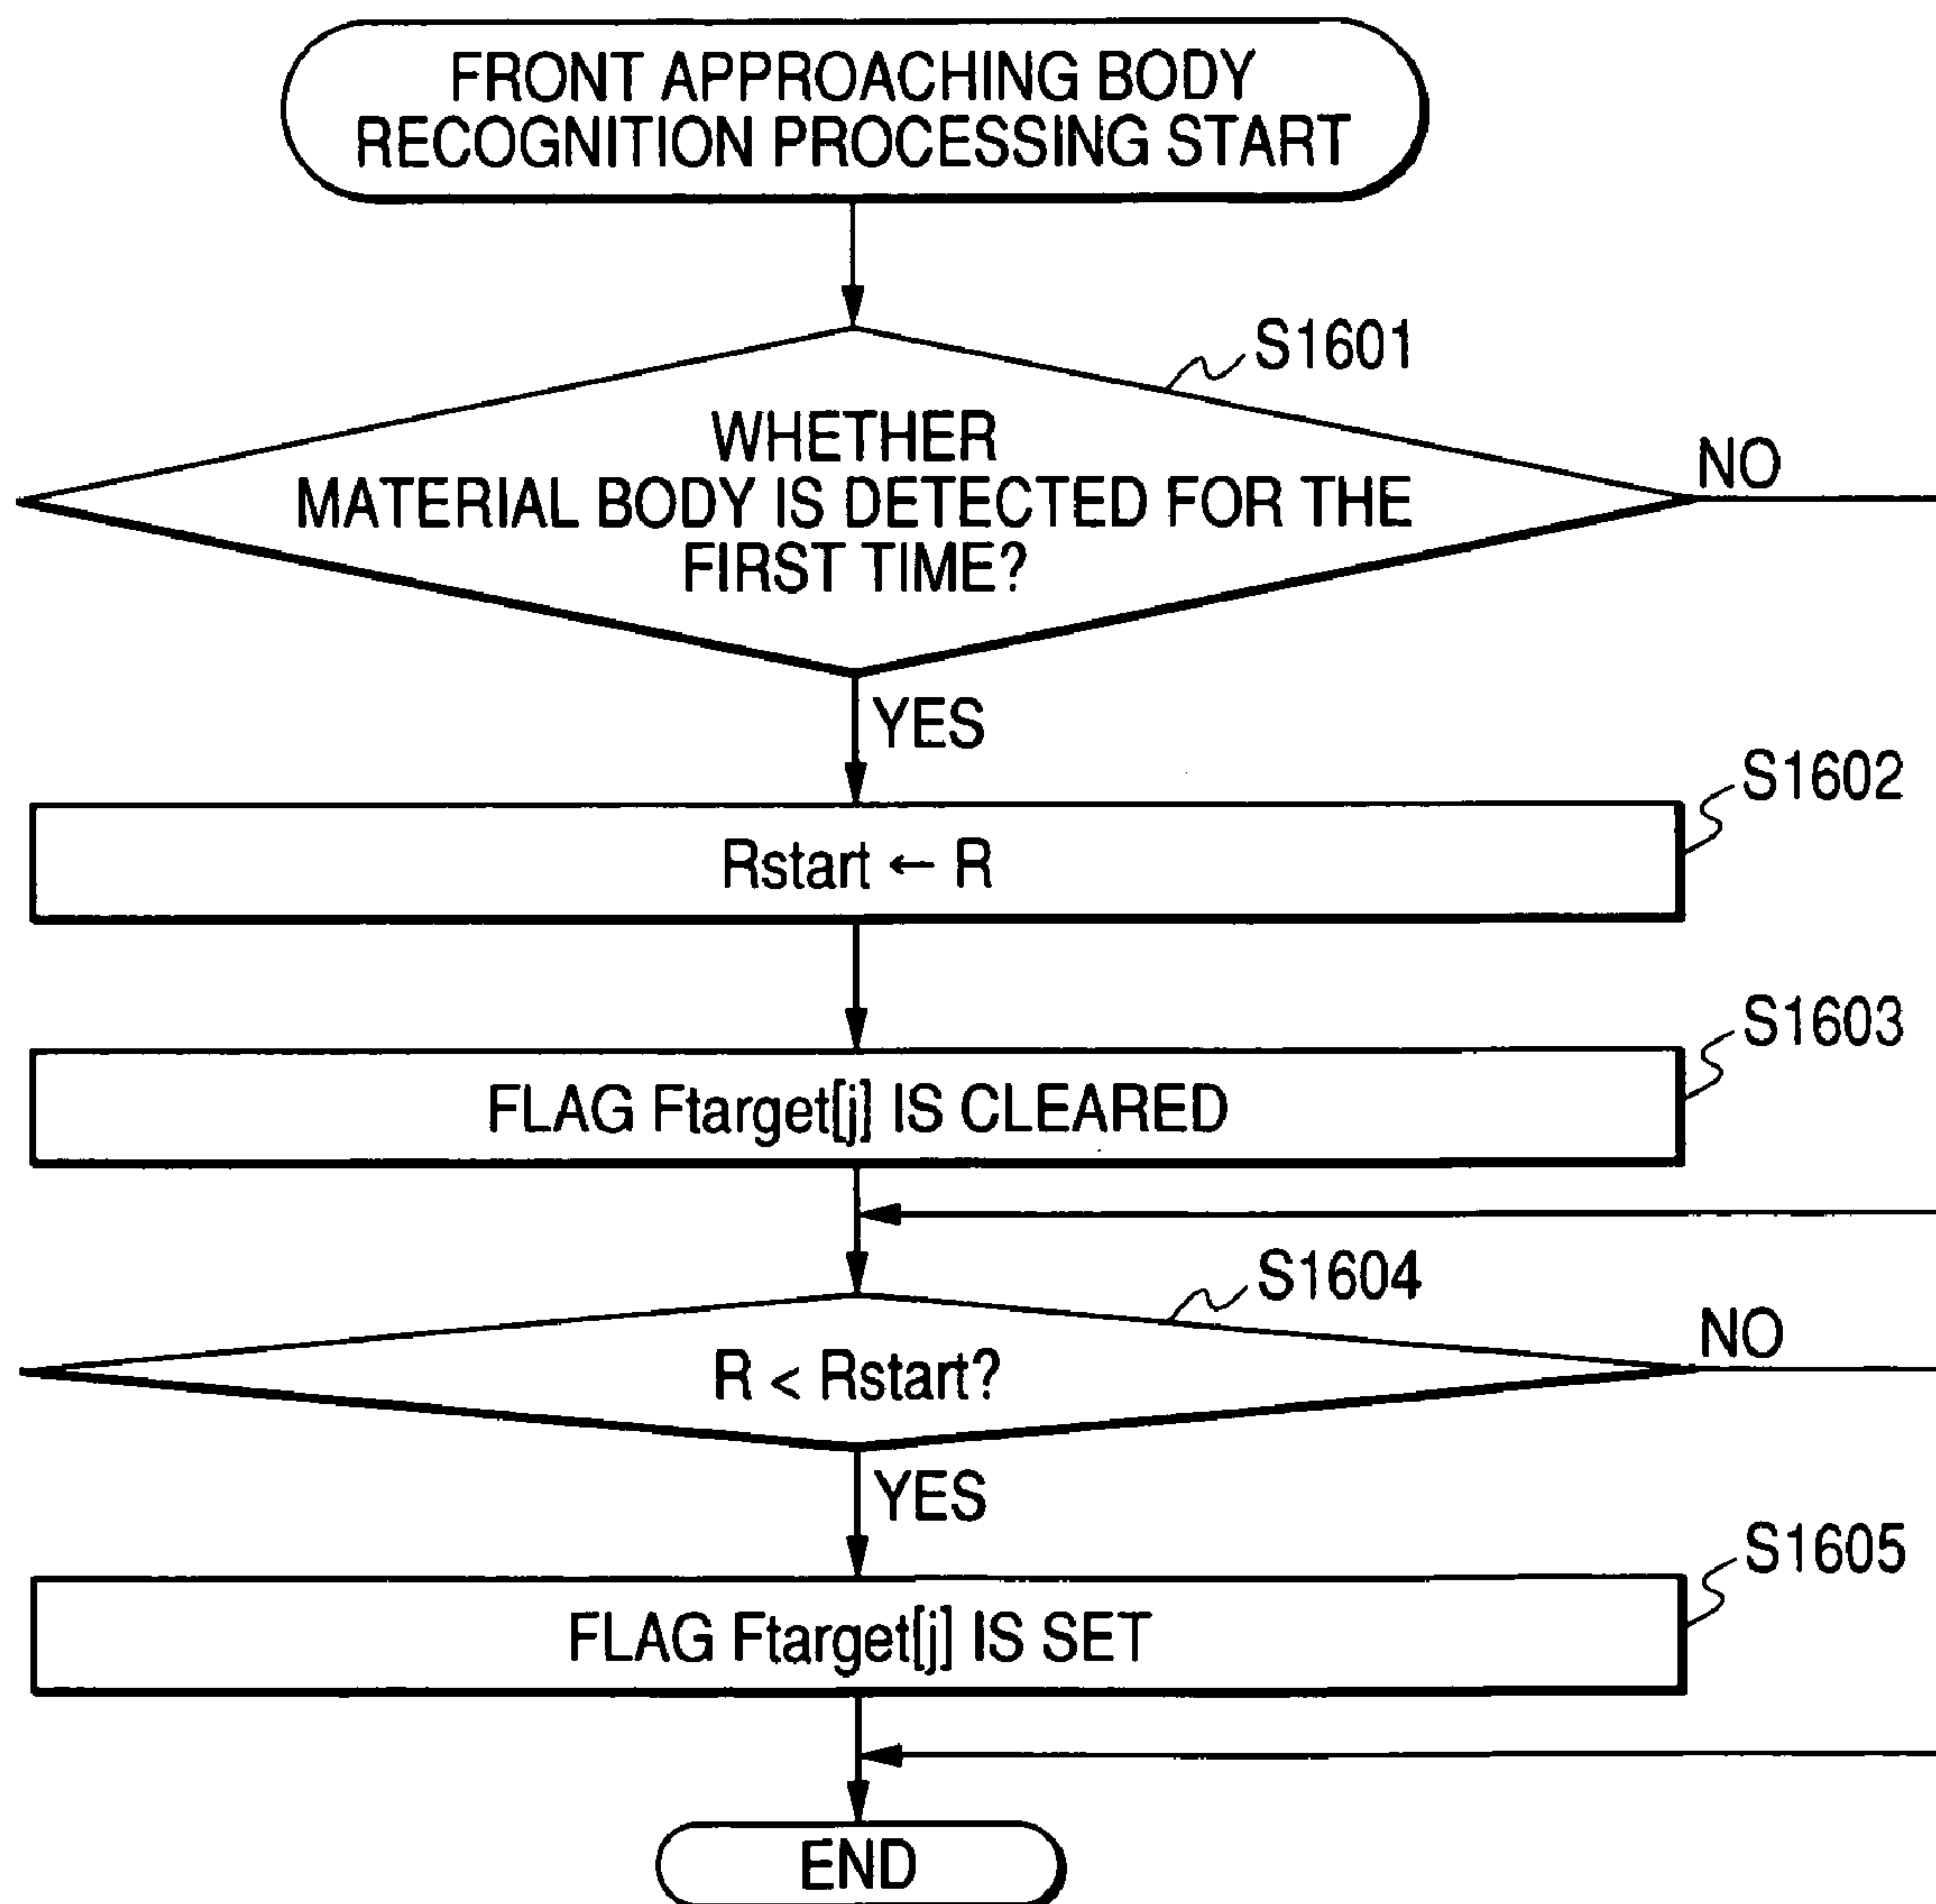 FRONT APPROACHING BODY
RECOGNITION PROCESSING START
S1601
WHETHER
MATERIAL BODY IS DETECTED FOR THE
FIRST TIME?
NO
YES
S1602
Rstart ← R
S1603
FLAG Ftarget[j] IS CLEARED
S1604
R < Rstart?
NO
YES
S1605
FLAG Ftarget[j] IS SET
END